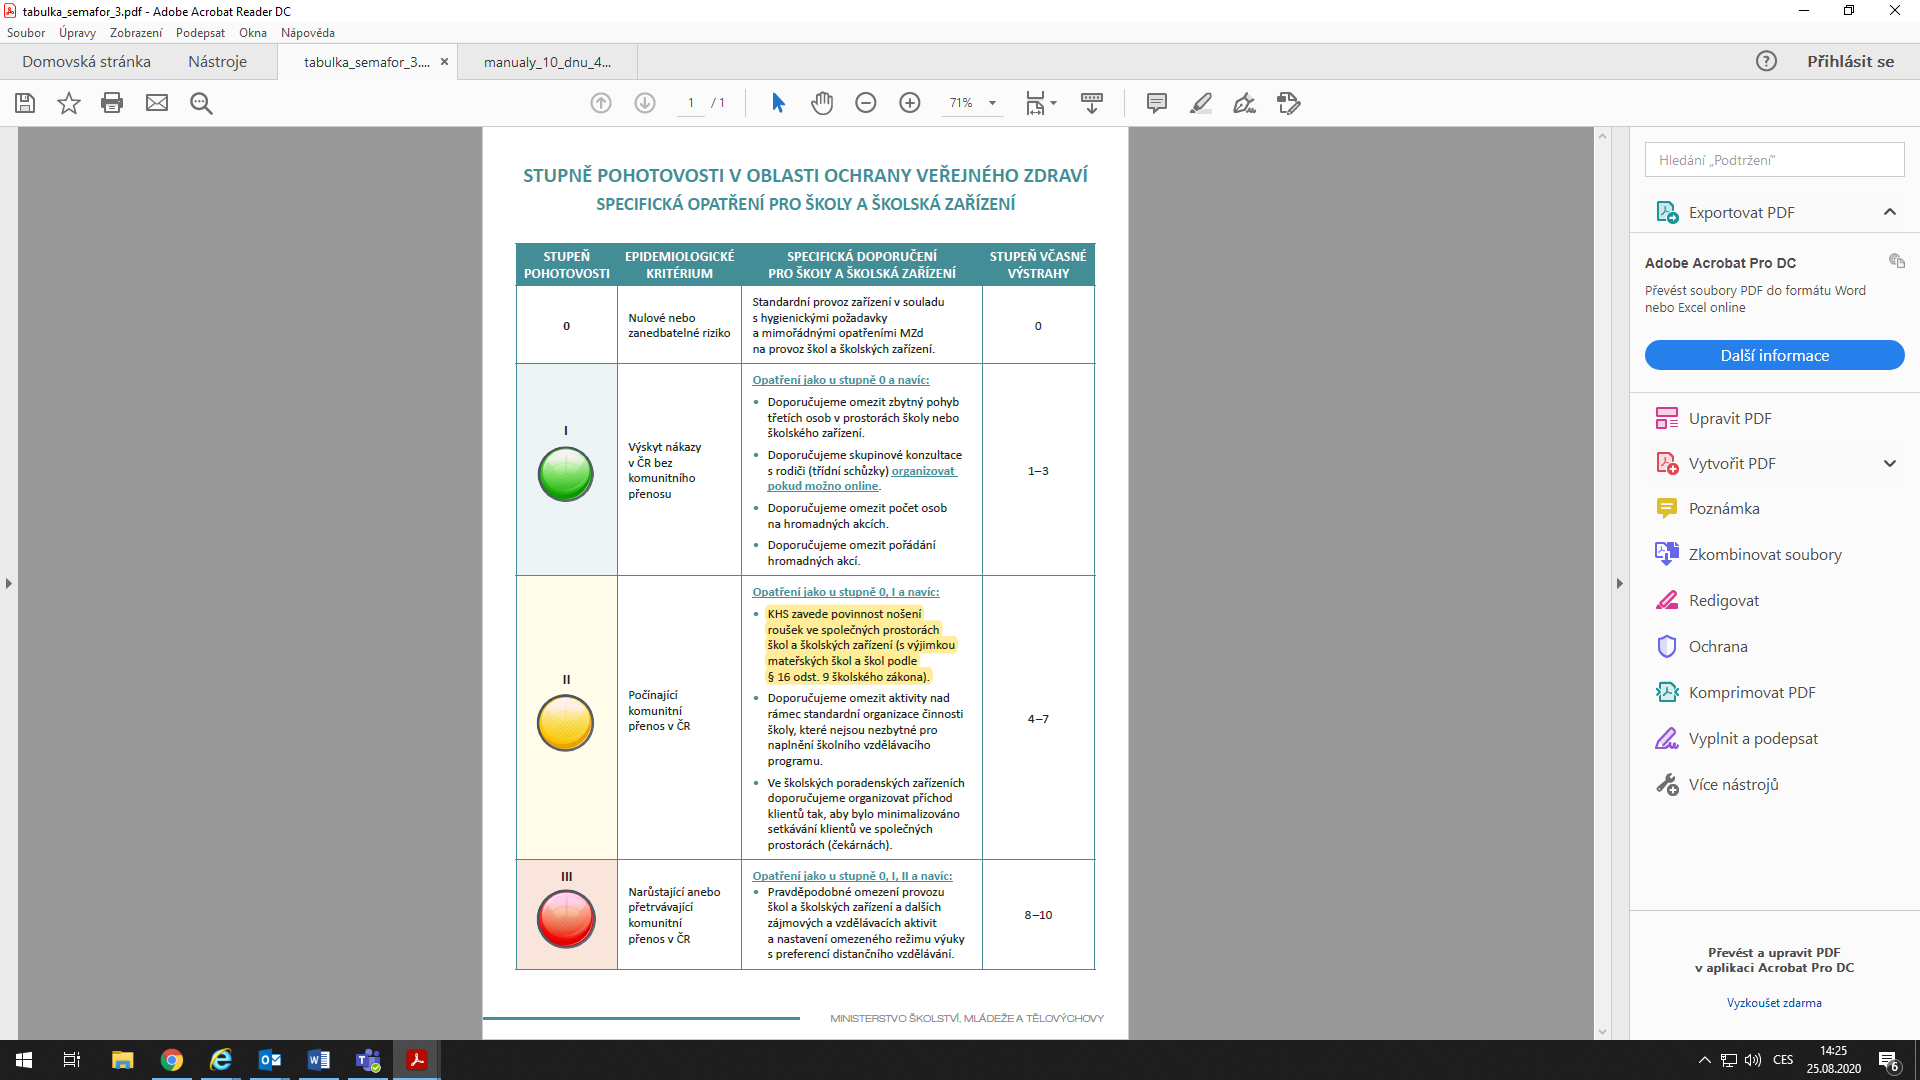 tabulka_semafor_3.pdf - Adobe Acrobat Reader DC
Soubor Úpravy Zobrazení Podepsat Okna Nápověda
Domovská stránka Nástroje tabulka_semafor_3.... × manualy_10_dnu_4... Přihlásit se
1 / 1 71%
STUPNĚ POHOTOVOSTI V OBLASTI OCHRANY VEŘEJNÉHO ZDRAVÍ
SPECIFICKÁ OPATŘENÍ PRO ŠKOLY A ŠKOLSKÁ ZAŘÍZENÍ
STUPEŇ
POHOTOVOSTI
EPIDEMIOLOGICKÉ
KRITÉRIUM
SPECIFICKÁ DOPORUČENÍ
PRO ŠKOLY A ŠKOLSKÁ ZAŘÍZENÍ
STUPEŇ VČASNÉ
VÝSTRAHY
0
Nulové nebo
zanedbatelné riziko
Standardní provoz zařízení v souladu
s hygienickými požadavky
a mimořádnými opatřeními MZd
na provoz škol a školských zařízení.
0
I
Výskyt nákazy
v ČR bez
komunitního
přenosu
Opatření jako u stupně 0 a navíc:
• Doporučujeme omezit zbytný pohyb
třetích osob v prostorách školy nebo
školského zařízení.
• Doporučujeme skupinové konzultace
s rodiči (třídní schůzky) organizovat
pokud možno online.
• Doporučujeme omezit počet osob
na hromadných akcích.
• Doporučujeme omezit pořádání
hromadných akcí.
1–3
II
Počínající
komunitní
přenos v ČR
Opatření jako u stupně 0, I a navíc:
• KHS zavede povinnost nošení
roušek ve společných prostorách
škol a školských zařízení (s výjimkou
mateřských škol a škol podle
§ 16 odst. 9 školského zákona).
• Doporučujeme omezit aktivity nad
rámec standardní organizace činnosti
školy, které nejsou nezbytné pro
naplnění školního vzdělávacího
programu.
• Ve školských poradenských zařízeních
doporučujeme organizovat příchod
klientů tak, aby bylo minimalizováno
setkávání klientů ve společných
prostorách (čekárnách).
4–7
III
Narůstající anebo
přetrvávající
komunitní
přenos v ČR
Opatření jako u stupně 0, I, II a navíc:
• Pravděpodobné omezení provozu
škol a školských zařízení a dalších
zájmových a vzdělávacích aktivit
a nastavení omezeného režimu výuky
s preferencí distančního vzdělávání.
8–10
MINISTERSTVO ŠKOLSTVÍ, MLÁDEŽE A TĚLOVÝCHOVY
Hledání „Podtržení"
Exportovat PDF
Adobe Acrobat Pro DC
Převést soubory PDF do formátu Word
nebo Excel online
Další informace
Upravit PDF
Vytvořit PDF
Poznámka
Zkombinovat soubory
Redigovat
Ochrana
Komprimovat PDF
Vyplnit a podepsat
Více nástrojů
Převést a upravit PDF
v aplikaci Acrobat Pro DC
Vyzkoušet zdarma
CES
14:25
25.08.2020
6